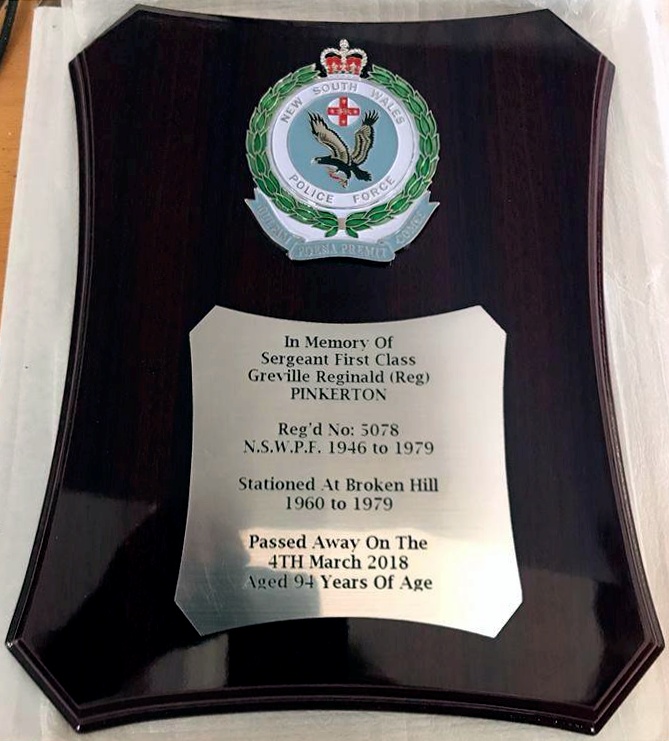 NEW SOUTH WALES
POLICE FORCE
POENA PREMIT COMES
In Memory Of
Sergeant First Class
Greville Reginald (Reg)
PINKERTON
Reg'd No: 5078
N.S.W.P.F. 1946 to 1979
Stationed At Broken Hill
1960 to 1979
Passed Away On The
4TH March 2018
Aged 94 Years Of Age